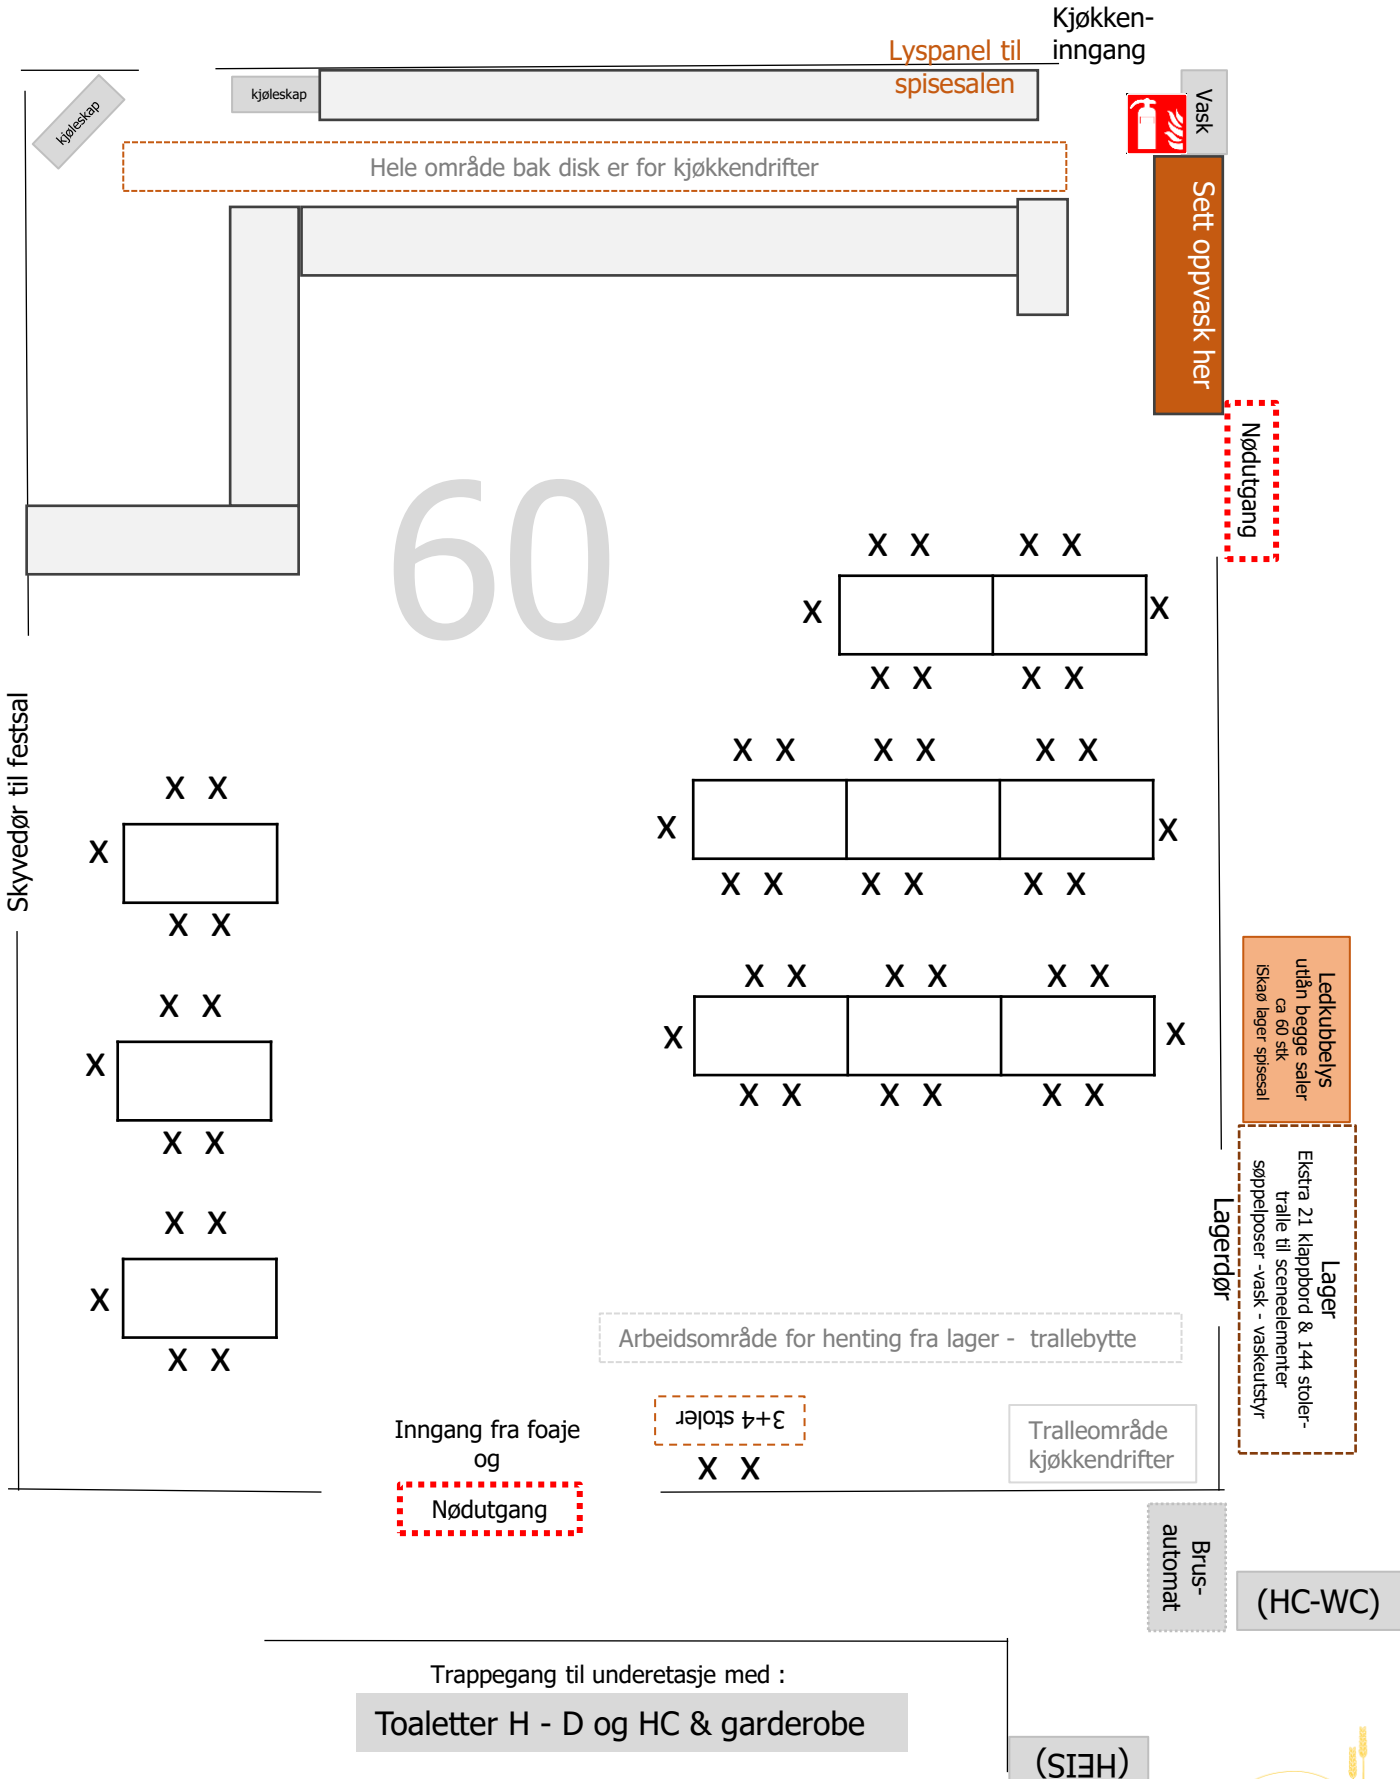 Kjøkken-
inngang
Lyspanel til
spisesalen
kjøleskap
kjøleskap
Vask
Hele område bak disk er for kjøkkendrifter
Sett oppvask her
Nødutgang
60
X X X X
X X
X X X X
Skyvedør til festsal
X X X X X X
X X
X X X X X X
X X
X
X X
X X X X X X
X X
X X X X X X
X X
X
X X
Ledkubbelys
utlån begge saler
ca 60 stk
iSkaø lager spisesal
Lager
Ekstra 21 klappbord & 144 stoler-
tralle til sceneelementer
søppelposer -vask - vaskeutstyr
Lagerdør
X X
X
X X
Arbeidsområde for henting fra lager - trallebytte
3+4 stoler
X X
Tralleområde
kjøkkendrifter
Inngang fra foaje
og
Nødutgang
Brus-
automat
(HC-WC)
Trappegang til underetasje med :
Toaletter H - D og HC & garderobe
(HEIS)